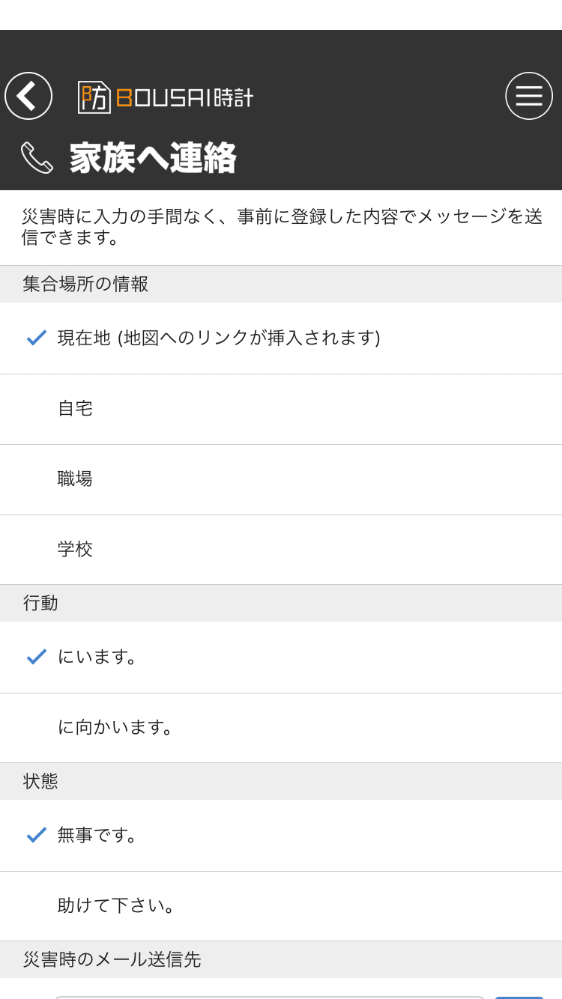 防 BOUSAI時計
家族へ連絡
災害時に入力の手間なく、事前に登録した内容でメッセージを送
信できます。
集合場所の情報
現在地 (地図へのリンクが挿入されます)
自宅
職場
学校
行動
にいます。
に向かいます。
状態
無事です。
助けて下さい。
災害時のメール送信先